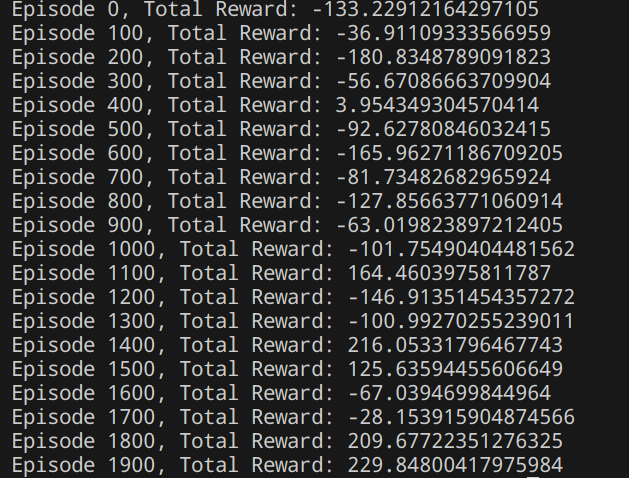 Episode 0, Total Reward: -133.22912164297105
Episode 100, Total Reward: -36.91109333566959
Episode 200, Total Reward: -180.8348789091823
Episode 300, Total Reward: -56.67086663709904
Episode 400, Total Reward: 3.954349304570414
Episode 500, Total Reward: -92.62780846032415
Episode 600, Total Reward: -165.96271186709205
Episode 700, Total Reward: -81.73482682965924
Episode 800, Total Reward: -127.85663771060914
Episode 900, Total Reward: -63.019823897212405
Episode 1000, Total Reward: -101.75490404481562
Episode 1100, Total Reward: 164.4603975811787
Episode 1200, Total Reward: -146.91351454357272
Episode 1300, Total Reward: -100.99270255239011
Episode 1400, Total Reward: 216.05331796467743
Episode 1500, Total Reward: 125.63594455606649
Episode 1600, Total Reward: -67.0394699844964
Episode 1700, Total Reward: -28.153915904874566
Episode 1800, Total Reward: 209.67722351276325
Episode 1900, Total Reward: 229.84800417975984